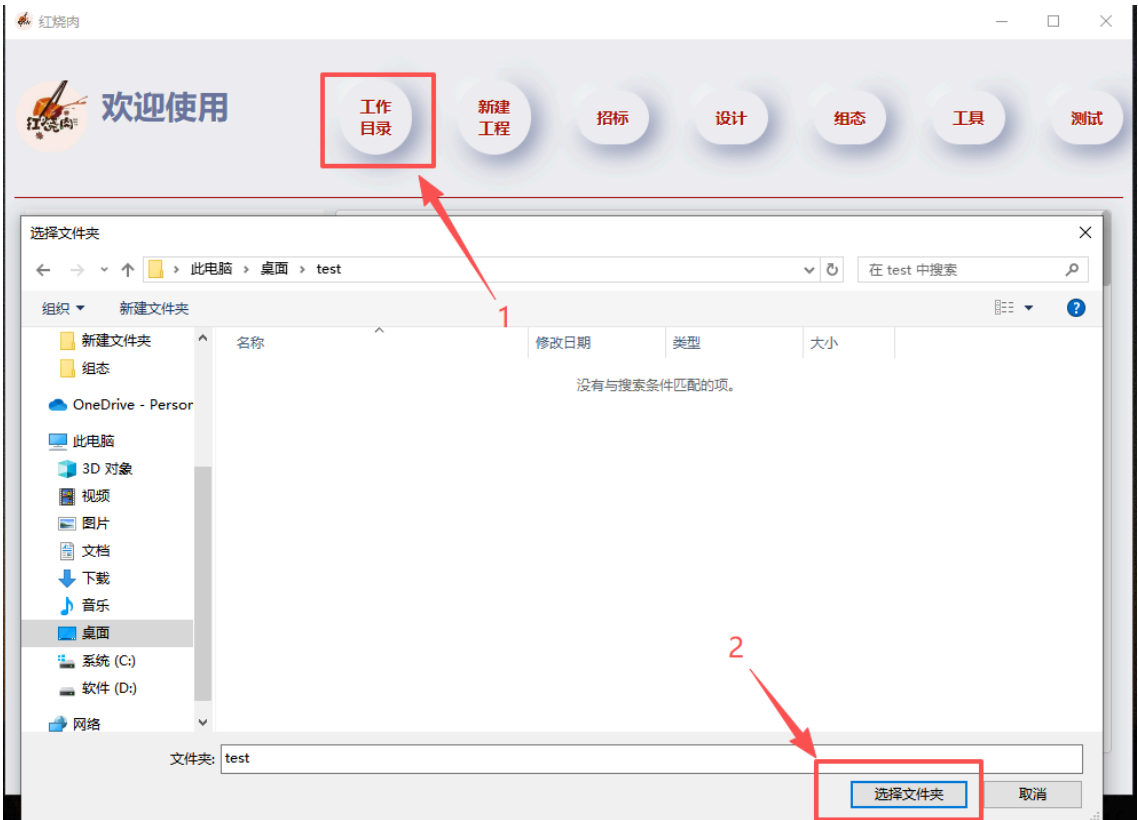 红烧肉
红烧肉
欢迎使用
工作
目录
新建
工程
招标
设计
组态
工具
测试
选择文件夹
此电脑 › 桌面 › test
在 test 中搜索
组织
新建文件夹
新建文件夹
组态
OneDrive - Person
此电脑
3D 对象
视频
图片
文档
下载
音乐
桌面
系统 (C:)
软件 (D:)
网络
名称
修改日期
类型
大小
没有与搜索条件匹配的项。
1
2
文件夹:
test
选择文件夹
取消